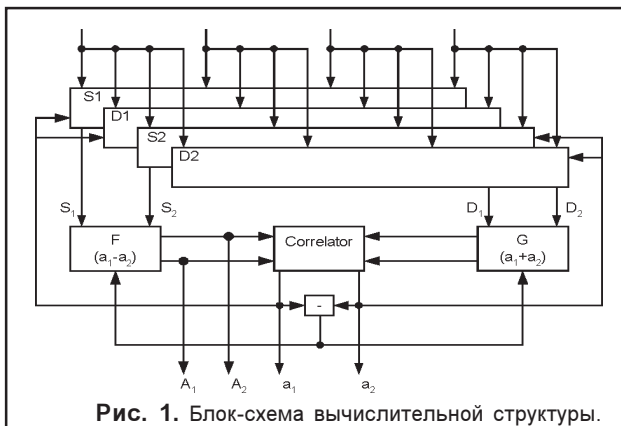 S1
D1
S2
D2
S₁ S₂ D₁ D₂
F Correlator G
(a₁-a₂) (a₁+a₂)
-
A₁ A₂ a₁ a₂
Рис. 1. Блок-схема вычислительной структуры.